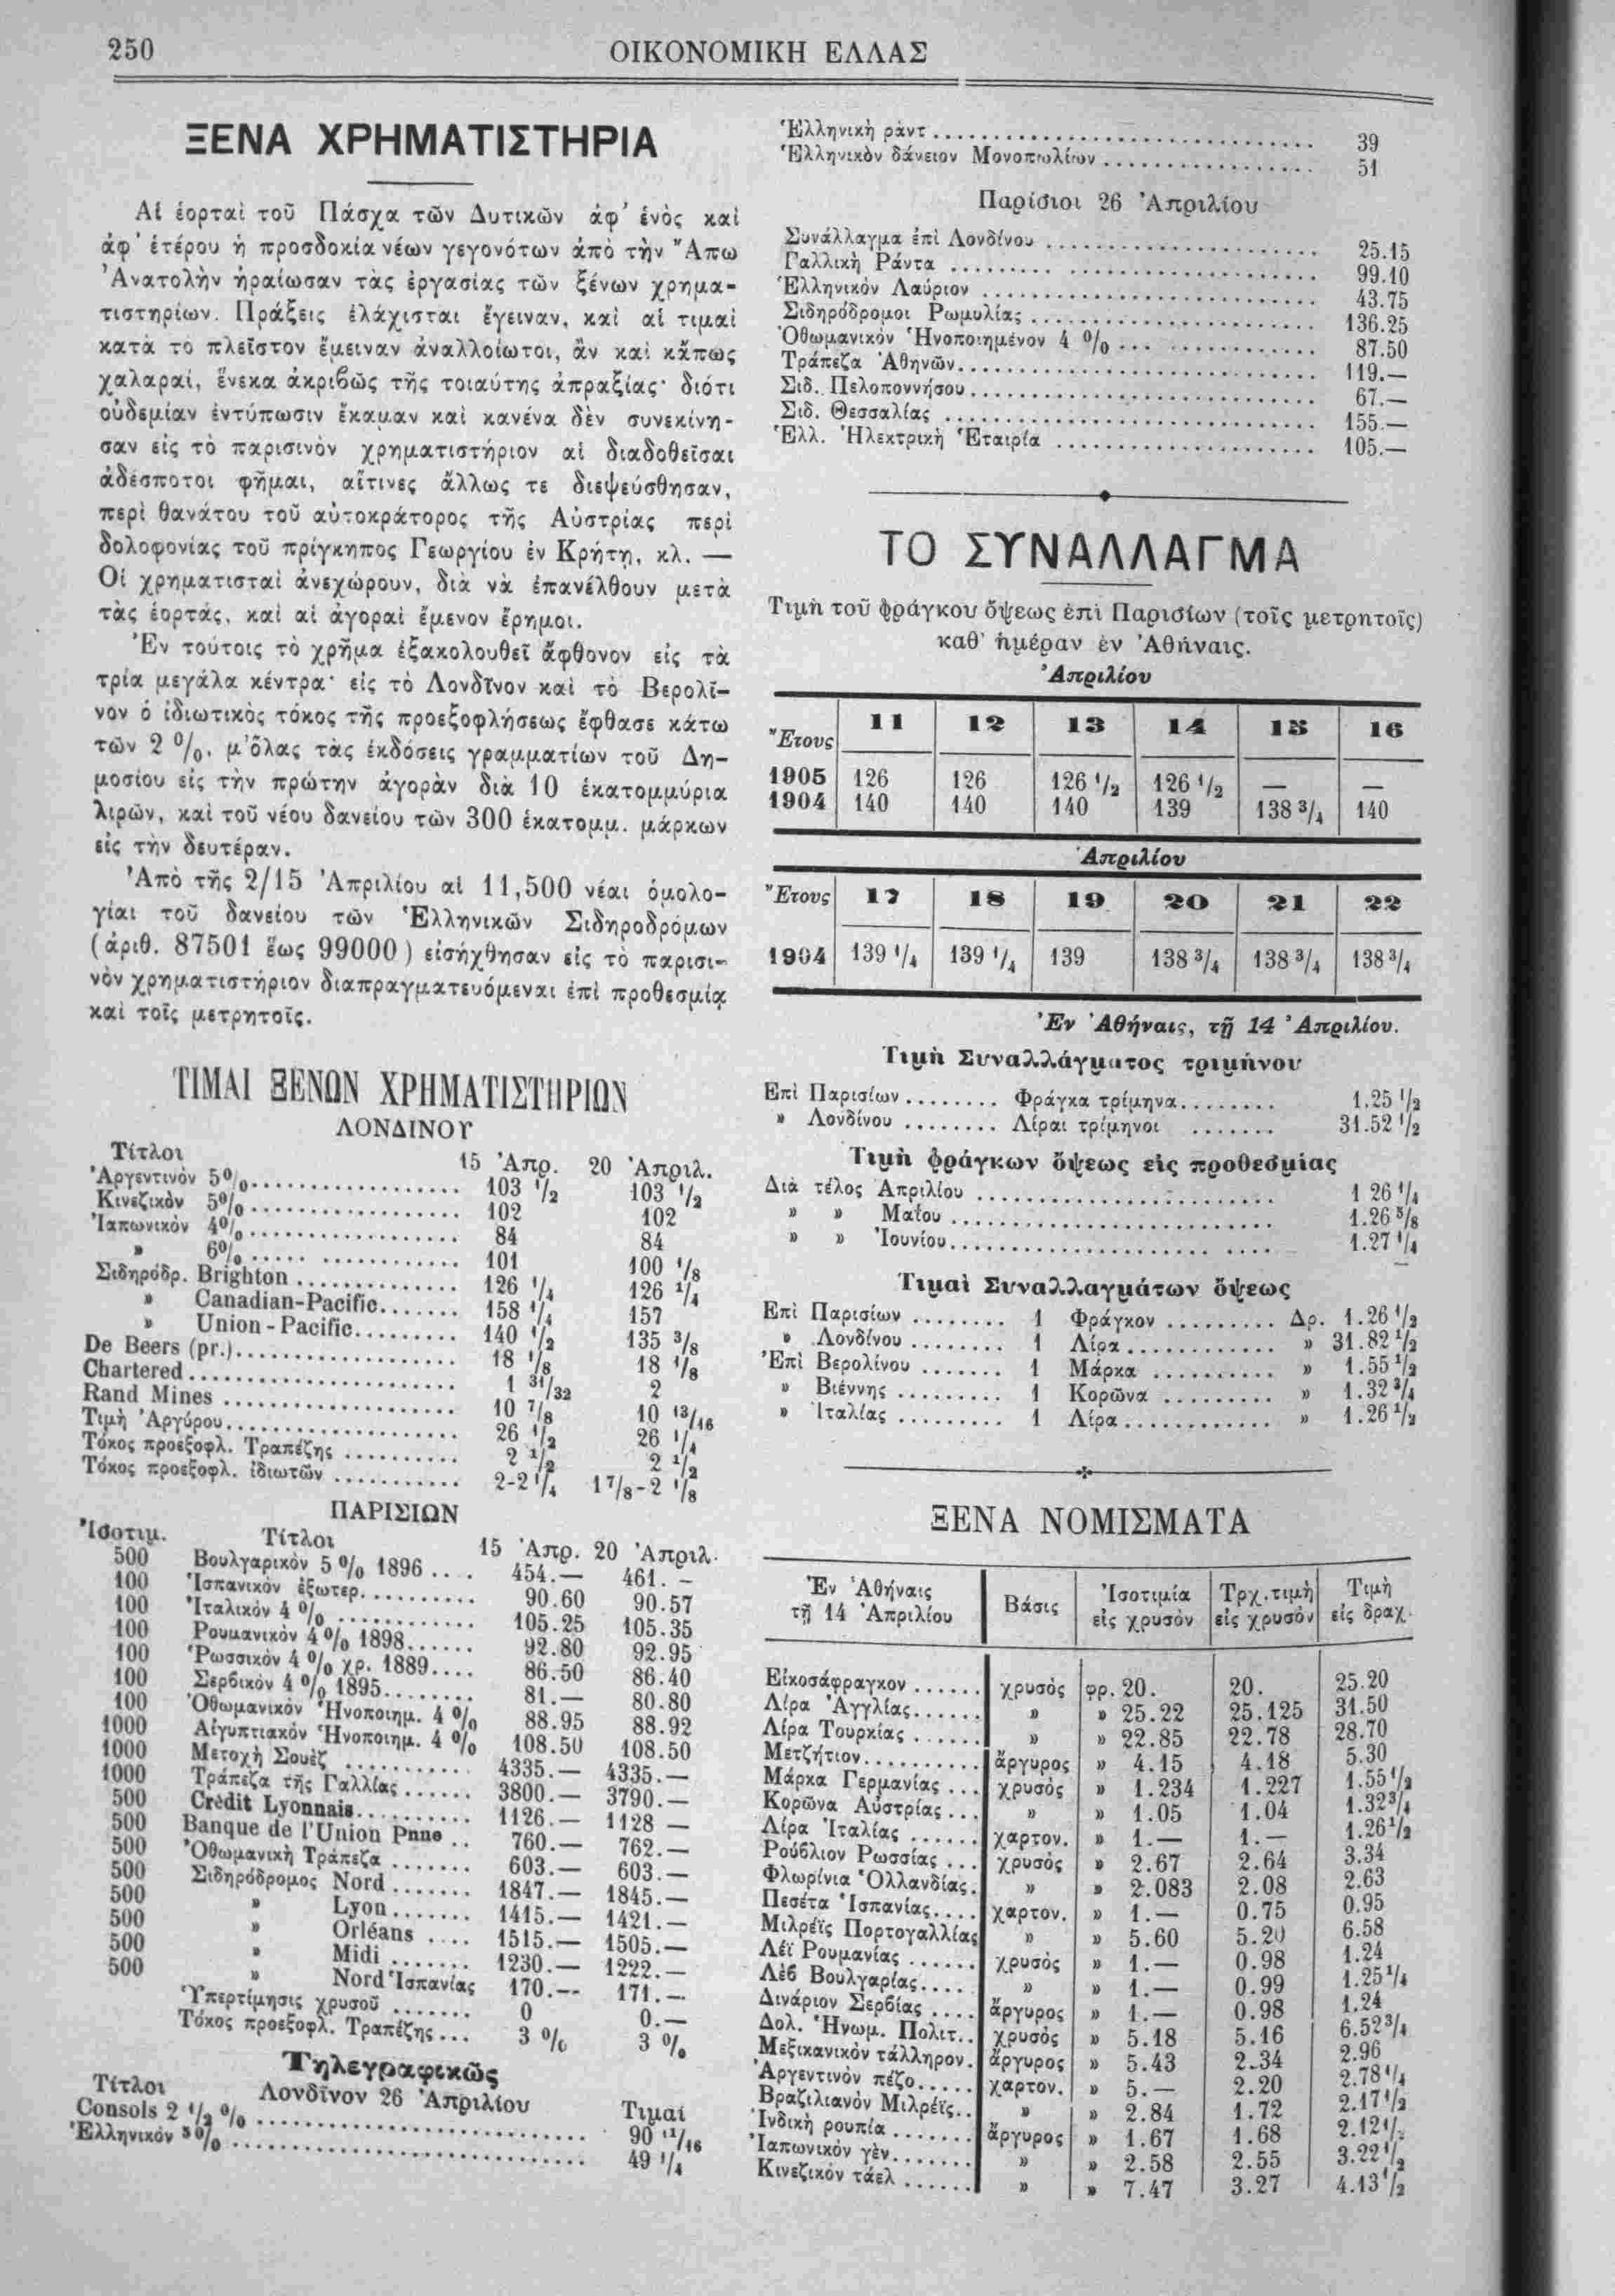 250
ΟΙΚΟΝΟΜΙΚΗ ΕΛΛΑΣ
ΞΕΝΑ ΧΡΗΜΑΤΙΣΤΗΡΙΑ
Αἱ ἑορταὶ τοῦ Πάσχα τῶν Δυτικῶν ἀφ' ἑνὸς καὶ
ἀφ' ἑτέρου ἡ προσδοκία νέων γεγονότων ἀπὸ τὴν Ἄπω
Ἀνατολὴν ἠραίωσαν τὰς ἐργασίας τῶν ξένων χρημα-
τιστηρίων. Πράξεις ἐλάχισται ἔγειναν, καὶ αἱ τιμαὶ
κατὰ τὸ πλεῖστον ἔμειναν ἀναλλοίωτοι, ἂν καὶ κἄπως
χαλαραί, ἕνεκα ἀκριβῶς τῆς τοιαύτης ἀπραξίας· διότι
οὐδεμίαν ἐντύπωσιν ἔκαμαν καὶ κανένα δὲν συνεκίνη-
σαν εἰς τὸ παρισινὸν χρηματιστήριον αἱ διαδοθεῖσαι
ἀδέσποτοι φῆμαι, αἵτινες ἄλλως τε διεψεύσθησαν,
περὶ θανάτου τοῦ αὐτοκράτορος τῆς Αὐστρίας περὶ
δολοφονίας τοῦ πρίγκηπος Γεωργίου ἐν Κρήτῃ, κλ. —
Οἱ χρηματισταὶ ἀνεχώρουν, διὰ νὰ ἐπανέλθουν μετὰ
τὰς ἑορτάς, καὶ αἱ ἀγοραὶ ἔμενον ἔρημοι.
Ἐν τούτοις τὸ χρῆμα ἐξακολουθεῖ ἄφθονον εἰς τὰ
τρία μεγάλα κέντρα· εἰς τὸ Λονδῖνον καὶ τὸ Βερολῖ-
νον ὁ ἰδιωτικὸς τόκος τῆς προεξοφλήσεως ἔφθασε κάτω
τῶν 2 %, μ' ὅλας τὰς ἐκδόσεις γραμματίων τοῦ Δη-
μοσίου εἰς τὴν πρώτην ἀγορὰν διὰ 10 ἑκατομμύρια
λιρῶν, καὶ τοῦ νέου δανείου τῶν 300 ἑκατομμ. μάρκων
εἰς τὴν δευτέραν.
Ἀπὸ τῆς 2/15 Ἀπριλίου αἱ 11,500 νέαι ὁμολο-
γίαι τοῦ δανείου τῶν Ἑλληνικῶν Σιδηροδρόμων
(ἀριθ. 87501 ἕως 99000) εἰσήχθησαν εἰς τὸ παρισι-
νὸν χρηματιστήριον διαπραγματευόμεναι ἐπὶ προθεσμίᾳ
καὶ τοῖς μετρητοῖς.
ΤΙΜΑΙ ΞΕΝΩΝ ΧΡΗΜΑΤΙΣΤΗΡΙΩΝ
ΛΟΝΔΙΝΟΥ
Τίτλοι 15 Ἀπρ. 20 Ἀπριλ.
Ἀργεντινὸν 5% 103 1/2 103 1/2
Κινεζικὸν 5% 102 102
Ἰαπωνικὸν 4% 84 84
» 6% 101 100 1/8
Σιδηρόδρ. Brighton 126 1/4 126 1/4
» Canadian-Pacific 158 1/4 157
» Union-Pacific 140 1/2 135 3/8
De Beers (pr.) 18 1/8 18 1/8
Chartered 1 31/32 2
Rand Mines 10 7/8 10 13/16
Τιμὴ Ἀργύρου 26 1/2 26 1/4
Τόκος προεξοφλ. Τραπέζης 2 1/2 2 1/2
Τόκος προεξοφλ. ἰδιωτῶν 2-2 1/4 1 7/8-2 1/8
ΠΑΡΙΣΙΩΝ
Ἰσοτιμ. Τίτλοι 15 Ἀπρ. 20 Ἀπριλ.
500 Βουλγαρικὸν 5 % 1896 454.— 461.—
100 Ἰσπανικὸν ἐξωτερ. 90.60 90.57
100 Ἰταλικὸν 4 % 105.25 105.35
100 Ρουμανικὸν 4 % 1898 92.80 92.95
100 Ῥωσσικὸν 4 % χρ. 1889 86.50 86.40
100 Σερβικὸν 4 % 1895 81.— 80.80
100 Ὀθωμανικὸν Ἡνοποιημ. 4 % 88.95 88.92
1000 Αἰγυπτιακὸν Ἡνοποιημ. 4 % 108.50 108.50
1000 Μετοχὴ Σουὲζ 4335.— 4335.—
1000 Τράπεζα τῆς Γαλλίας 3800.— 3790.—
500 Crédit Lyonnais 1126.— 1128 —
500 Banque de l'Union Pnne 760.— 762.—
500 Ὀθωμανικὴ Τράπεζα 603.— 603.—
500 Σιδηρόδρομος Nord 1847.— 1845.—
500 » Lyon 1415.— 1421.—
500 » Orléans 1515.— 1505.—
500 » Midi 1230.— 1222.—
500 » Nord Ἰσπανίας 170.— 171.—
Ὑπερτίμησις χρυσοῦ 0 0.—
Τόκος προεξοφλ. Τραπέζης 3 % 3 %
Τηλεγραφικῶς
Τίτλοι Λονδῖνον 26 Ἀπριλίου Τιμαί
Consols 2 1/2 % 90 11/16
Ἑλληνικὸν 5% 49 1/4
Ἑλληνικὴ ρὰντ 39
Ἑλληνικὸν δάνειον Μονοπωλίων 51
Παρίσιοι 26 Ἀπριλίου
Συνάλλαγμα ἐπὶ Λονδίνου 25.15
Γαλλικὴ Ράντα 99.10
Ἑλληνικὸν Λαύριον 43.75
Σιδηρόδρομοι Ρωμυλίας 136.25
Ὀθωμανικὸν Ἡνοποιημένον 4 % 87.50
Τράπεζα Ἀθηνῶν 119.—
Σιδ. Πελοποννήσου 67.—
Σιδ. Θεσσαλίας 155.—
Ἑλλ. Ἠλεκτρικὴ Ἑταιρία 105.—
ΤΟ ΣΥΝΑΛΛΑΓΜΑ
Τιμὴ τοῦ φράγκου ὄψεως ἐπὶ Παρισίων (τοῖς μετρητοῖς)
καθ' ἡμέραν ἐν Ἀθήναις.
Ἀπριλίου
Ἔτους 11 12 13 14 15 16
1905 126 126 126 1/2 126 1/2 — —
1904 140 140 140 139 138 3/4 140
Ἀπριλίου
Ἔτους 17 18 19 20 21 22
1904 139 1/4 139 1/4 139 138 3/4 138 3/4 138 3/4
Ἐν Ἀθήναις, τῇ 14 Ἀπριλίου.
Τιμὴ Συναλλάγματος τριμήνου
Ἐπὶ Παρισίων Φράγκα τρίμηνα 1.25 1/2
» Λονδίνου Λίραι τρίμηνοι 31.52 1/2
Τιμὴ φράγκων ὄψεως εἰς προθεσμίας
Διὰ τέλος Ἀπριλίου 1 26 1/4
» » Μαΐου 1.26 5/8
» » Ἰουνίου 1.27 1/4
Τιμαὶ Συναλλαγμάτων ὄψεως
Ἐπὶ Παρισίων 1 Φράγκον Δρ. 1.26 1/2
» Λονδίνου 1 Λίρα » 31.82 1/2
Ἐπὶ Βερολίνου 1 Μάρκα » 1.55 1/2
» Βιέννης 1 Κορῶνα » 1.32 3/4
» Ἰταλίας 1 Λίρα » 1.26 1/2
ΞΕΝΑ ΝΟΜΙΣΜΑΤΑ
Ἐν Ἀθήναις τῇ 14 Ἀπριλίου Βάσις Ἰσοτιμία εἰς χρυσὸν Τρχ. τιμὴ εἰς χρυσὸν Τιμὴ εἰς δραχ.
Εἰκοσάφραγκον χρυσὸς φρ. 20. 20. 25.20
Λίρα Ἀγγλίας » » 25.22 25.125 31.50
Λίρα Τουρκίας » » 22.85 22.78 28.70
Μετζήτιον ἄργυρος » 4.15 4.18 5.30
Μάρκα Γερμανίας χρυσὸς » 1.234 1.227 1.55 1/2
Κορῶνα Αὐστρίας » » 1.05 1.04 1.32 3/4
Λίρα Ἰταλίας χαρτον. » 1.— 1.— 1.26 1/2
Ρούβλιον Ρωσσίας χρυσὸς » 2.67 2.64 3.34
Φλωρίνια Ὁλλανδίας » » 2.083 2.08 2.63
Πεσέτα Ἰσπανίας χαρτον. » 1.— 0.75 0.95
Μιλρέϊς Πορτογαλλίας » » 5.60 5.20 6.58
Λέϊ Ρουμανίας χρυσὸς » 1.— 0.98 1.24
Λὲβ Βουλγαρίας » » 1.— 0.99 1.25 1/4
Δινάριον Σερβίας ἄργυρος » 1.— 0.98 1.24
Δολ. Ἡνωμ. Πολιτ. χρυσὸς » 5.18 5.16 6.52 3/4
Μεξικανικὸν τάλληρον. ἄργυρος » 5.43 2.34 2.96
Ἀργεντινὸν πέζο χαρτον. » 5.— 2.20 2.78 1/4
Βραζιλιανὸν Μιλρέϊς » » 2.84 1.72 2.17 1/2
Ἰνδικὴ ρουπία ἄργυρος » 1.67 1.68 2.12
Ἰαπωνικὸν γὲν » » 2.58 2.55 3.22 1/2
Κινεζικὸν τάελ » » 7.47 3.27 4.13 1/2